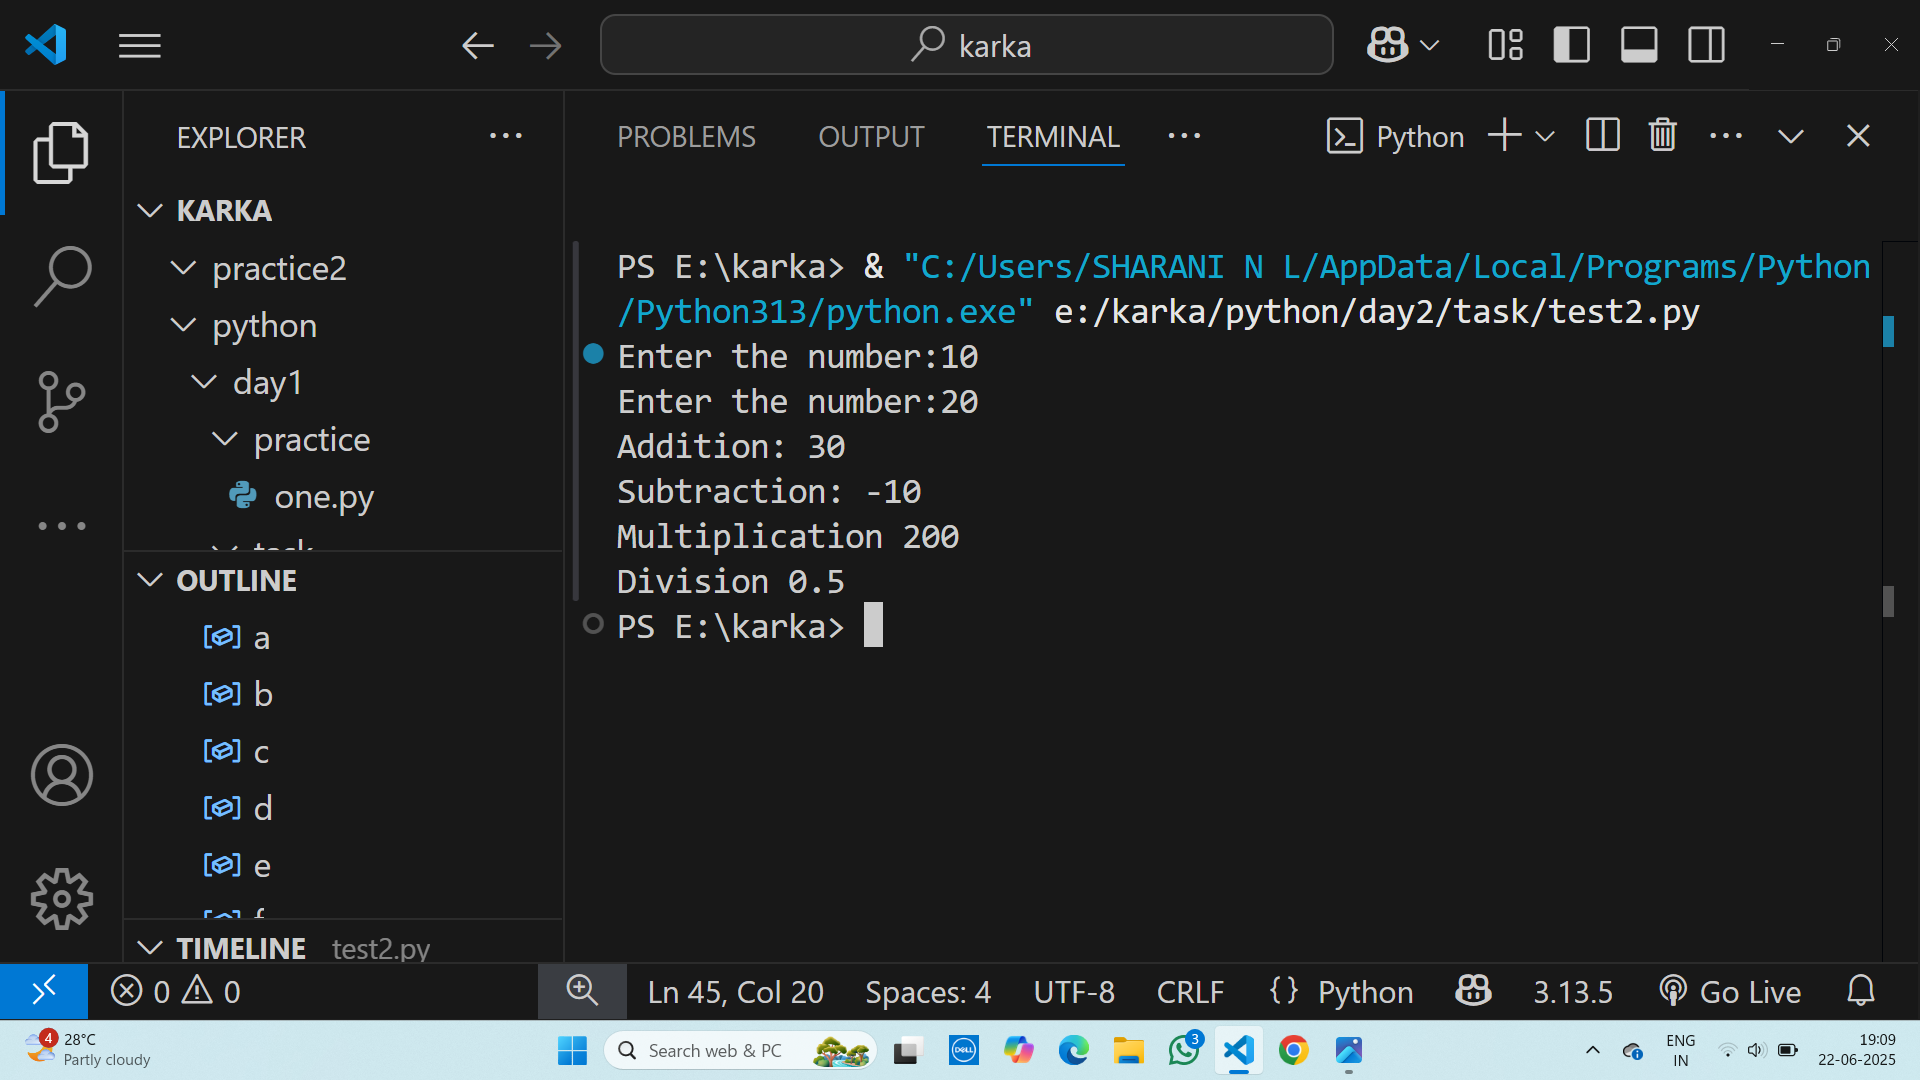 karka
EXPLORER
KARKA
practice2
python
day1
practice
one.py
task
OUTLINE
a
b
c
d
e
f
TIMELINE test2.py
PROBLEMS OUTPUT TERMINAL
Python
PS E:\karka> & "C:/Users/SHARANI N L/AppData/Local/Programs/Python
/Python313/python.exe" e:/karka/python/day2/task/test2.py
Enter the number:10
Enter the number:20
Addition: 30
Subtraction: -10
Multiplication 200
Division 0.5
PS E:\karka>
0 0 Ln 45, Col 20 Spaces: 4 UTF-8 CRLF {} Python 3.13.5 Go Live
4
28°C
Partly cloudy
Search web & PC
DELL
3
ENG
IN
19:09
22-06-2025